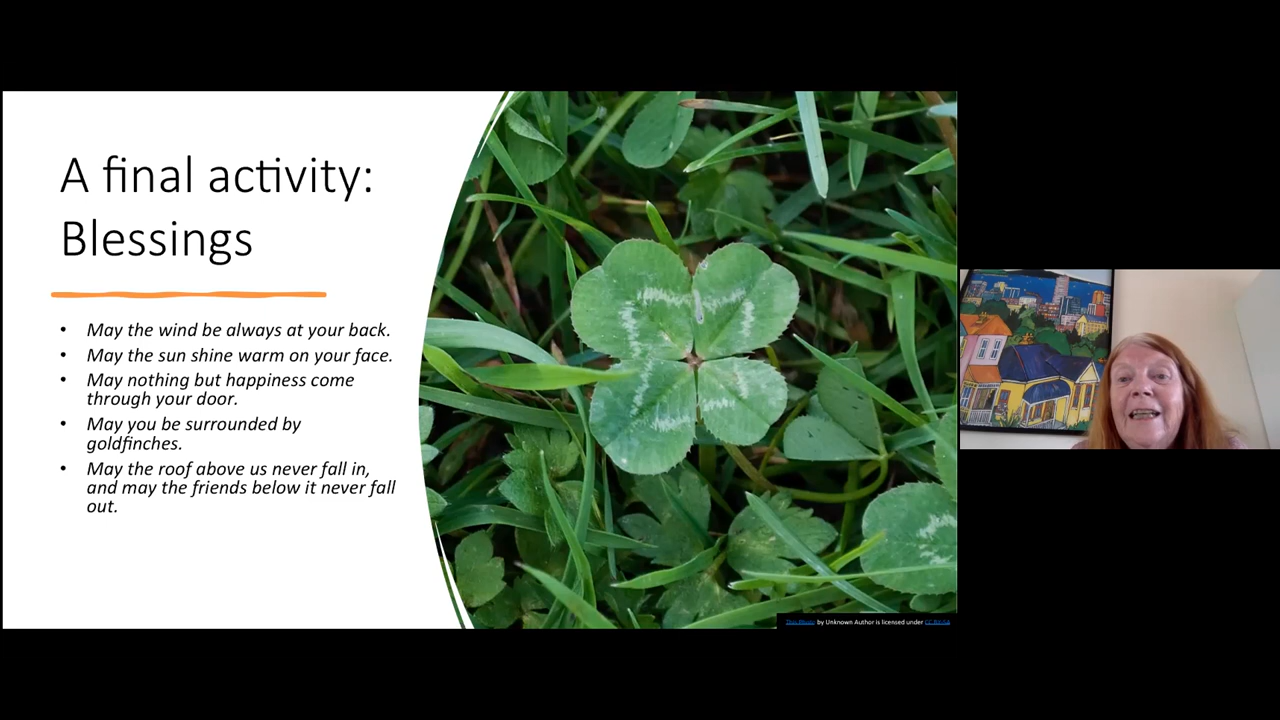 A final activity:
Blessings
• May the wind be always at your back.
• May the sun shine warm on your face.
• May nothing but happiness come
through your door.
• May you be surrounded by
goldfinches.
• May the roof above us never fall in,
and may the friends below it never fall
out.
This Photo by Unknown Author is licensed under CC BY-SA